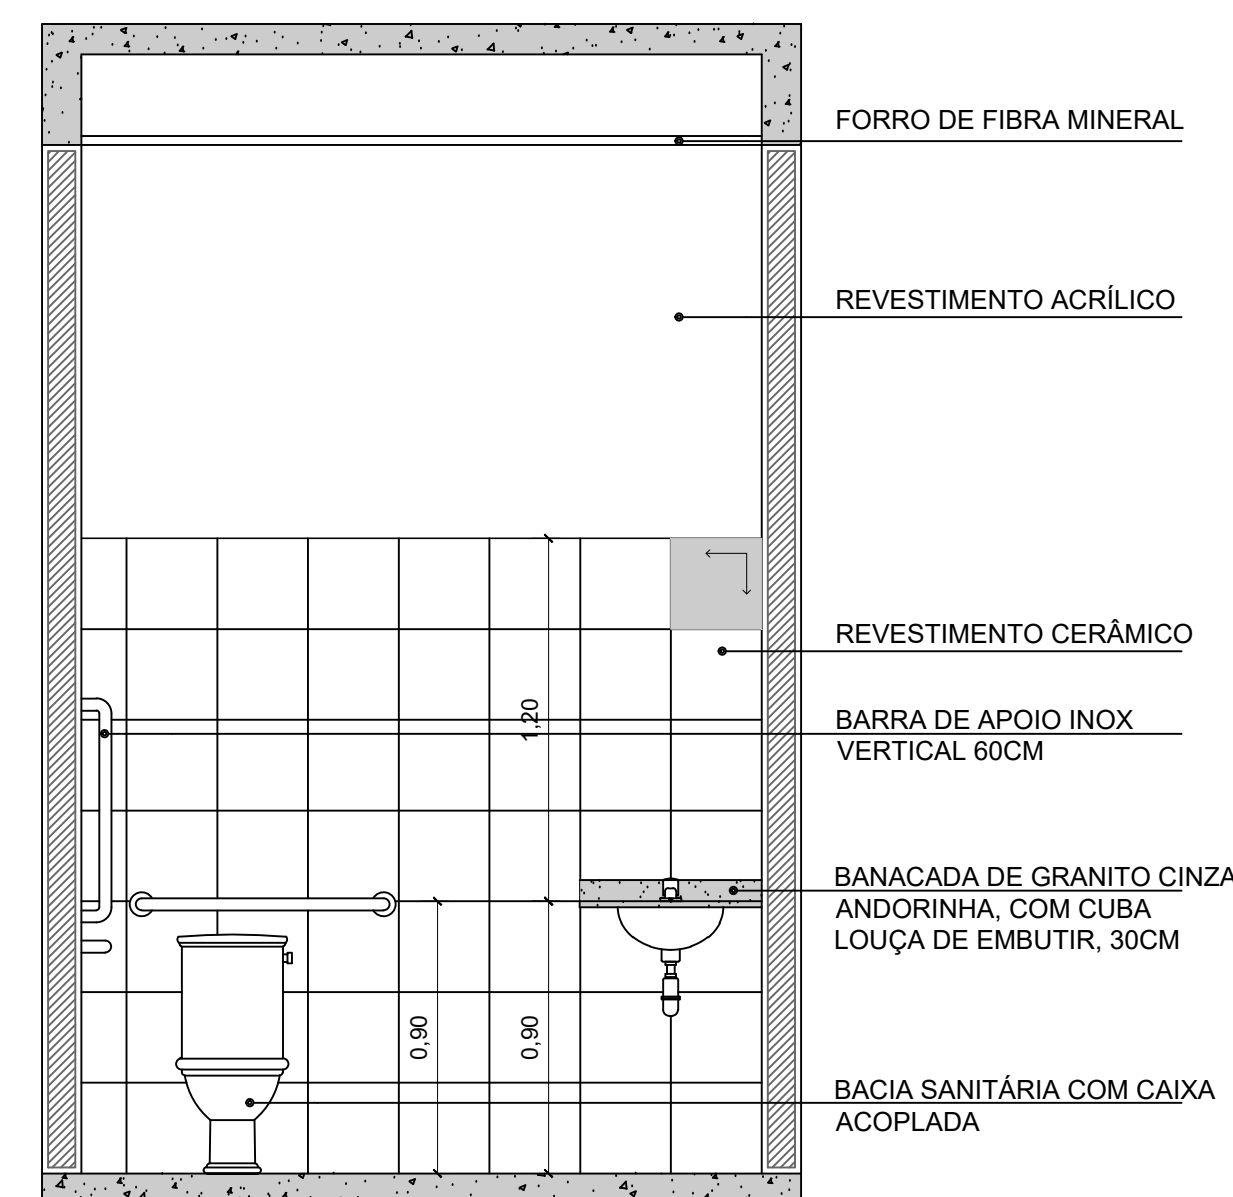 FORRO DE FIBRA MINERAL
REVESTIMENTO ACRÍLICO
REVESTIMENTO CERÂMICO
1,20
BARRA DE APOIO INOX
VERTICAL 60CM
BANACADA DE GRANITO CINZA
ANDORINHA, COM CUBA
LOUÇA DE EMBUTIR, 30CM
0,90
0,90
BACIA SANITÁRIA COM CAIXA
ACOPLADA